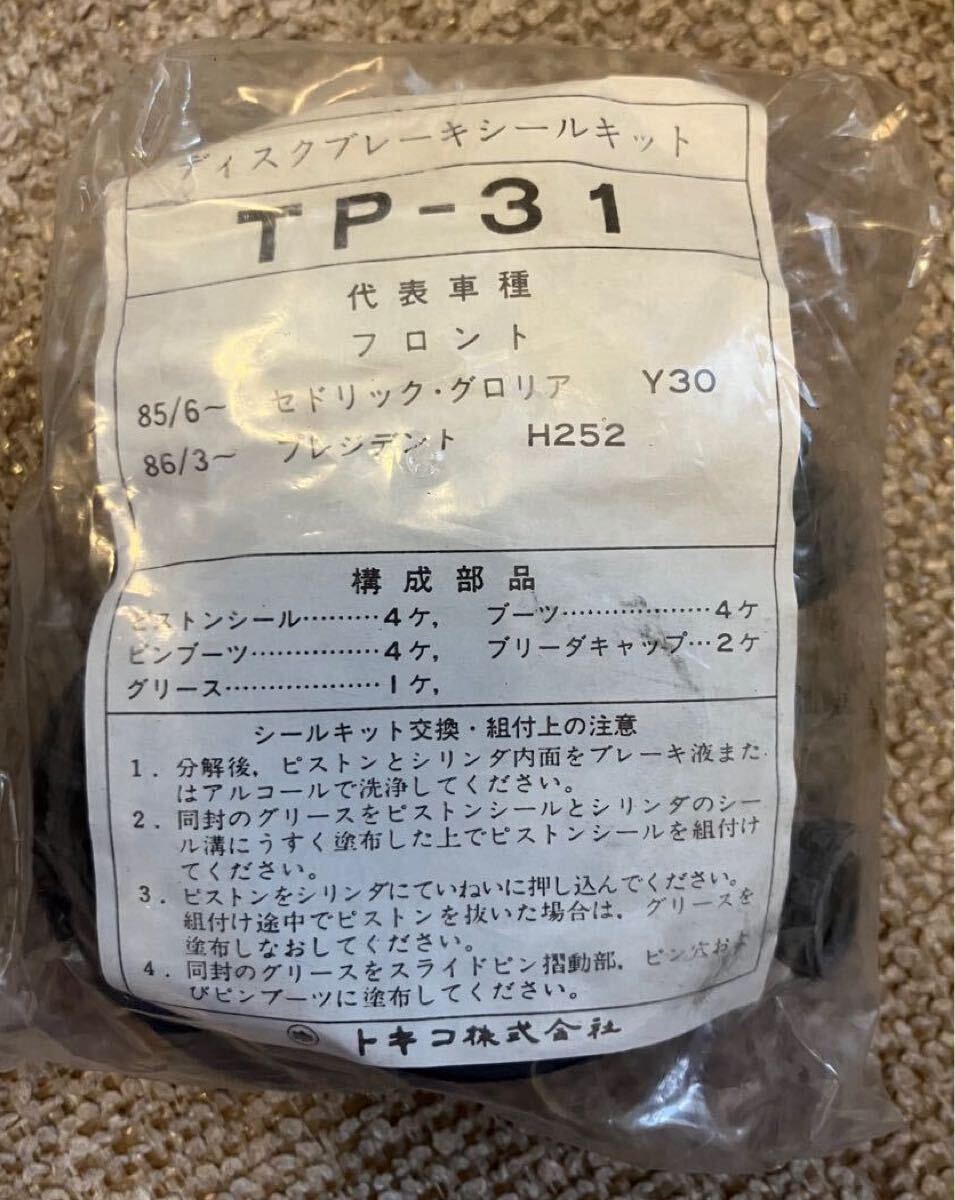 ディスクブレーキシールキット
TP-31
代表車種
フロント
85/6~ セドリック・グロリア Y30
86/3~ プレシデント H252
構成部品
ピストンシール………4ケ, ブーツ………………4ケ
ピンブーツ……………4ケ, ブリーダキャップ…2ケ
グリース………………1ケ,
シールキット交換・組付上の注意
1. 分解後, ピストンとシリンダ内面をブレーキ液また
はアルコールで洗浄してください。
2. 同封のグリースをピストンシールとシリンダのシー
ル溝にうすく塗布した上でピストンシールを組付け
てください。
3. ピストンをシリンダにていねいに押し込んでください。
組付け途中でピストンを抜いた場合は, グリースを
塗布しなおしてください。
4. 同封のグリースをスライドピン摺動部, ピン穴およ
びピンブーツに塗布してください。
トキコ株式会社